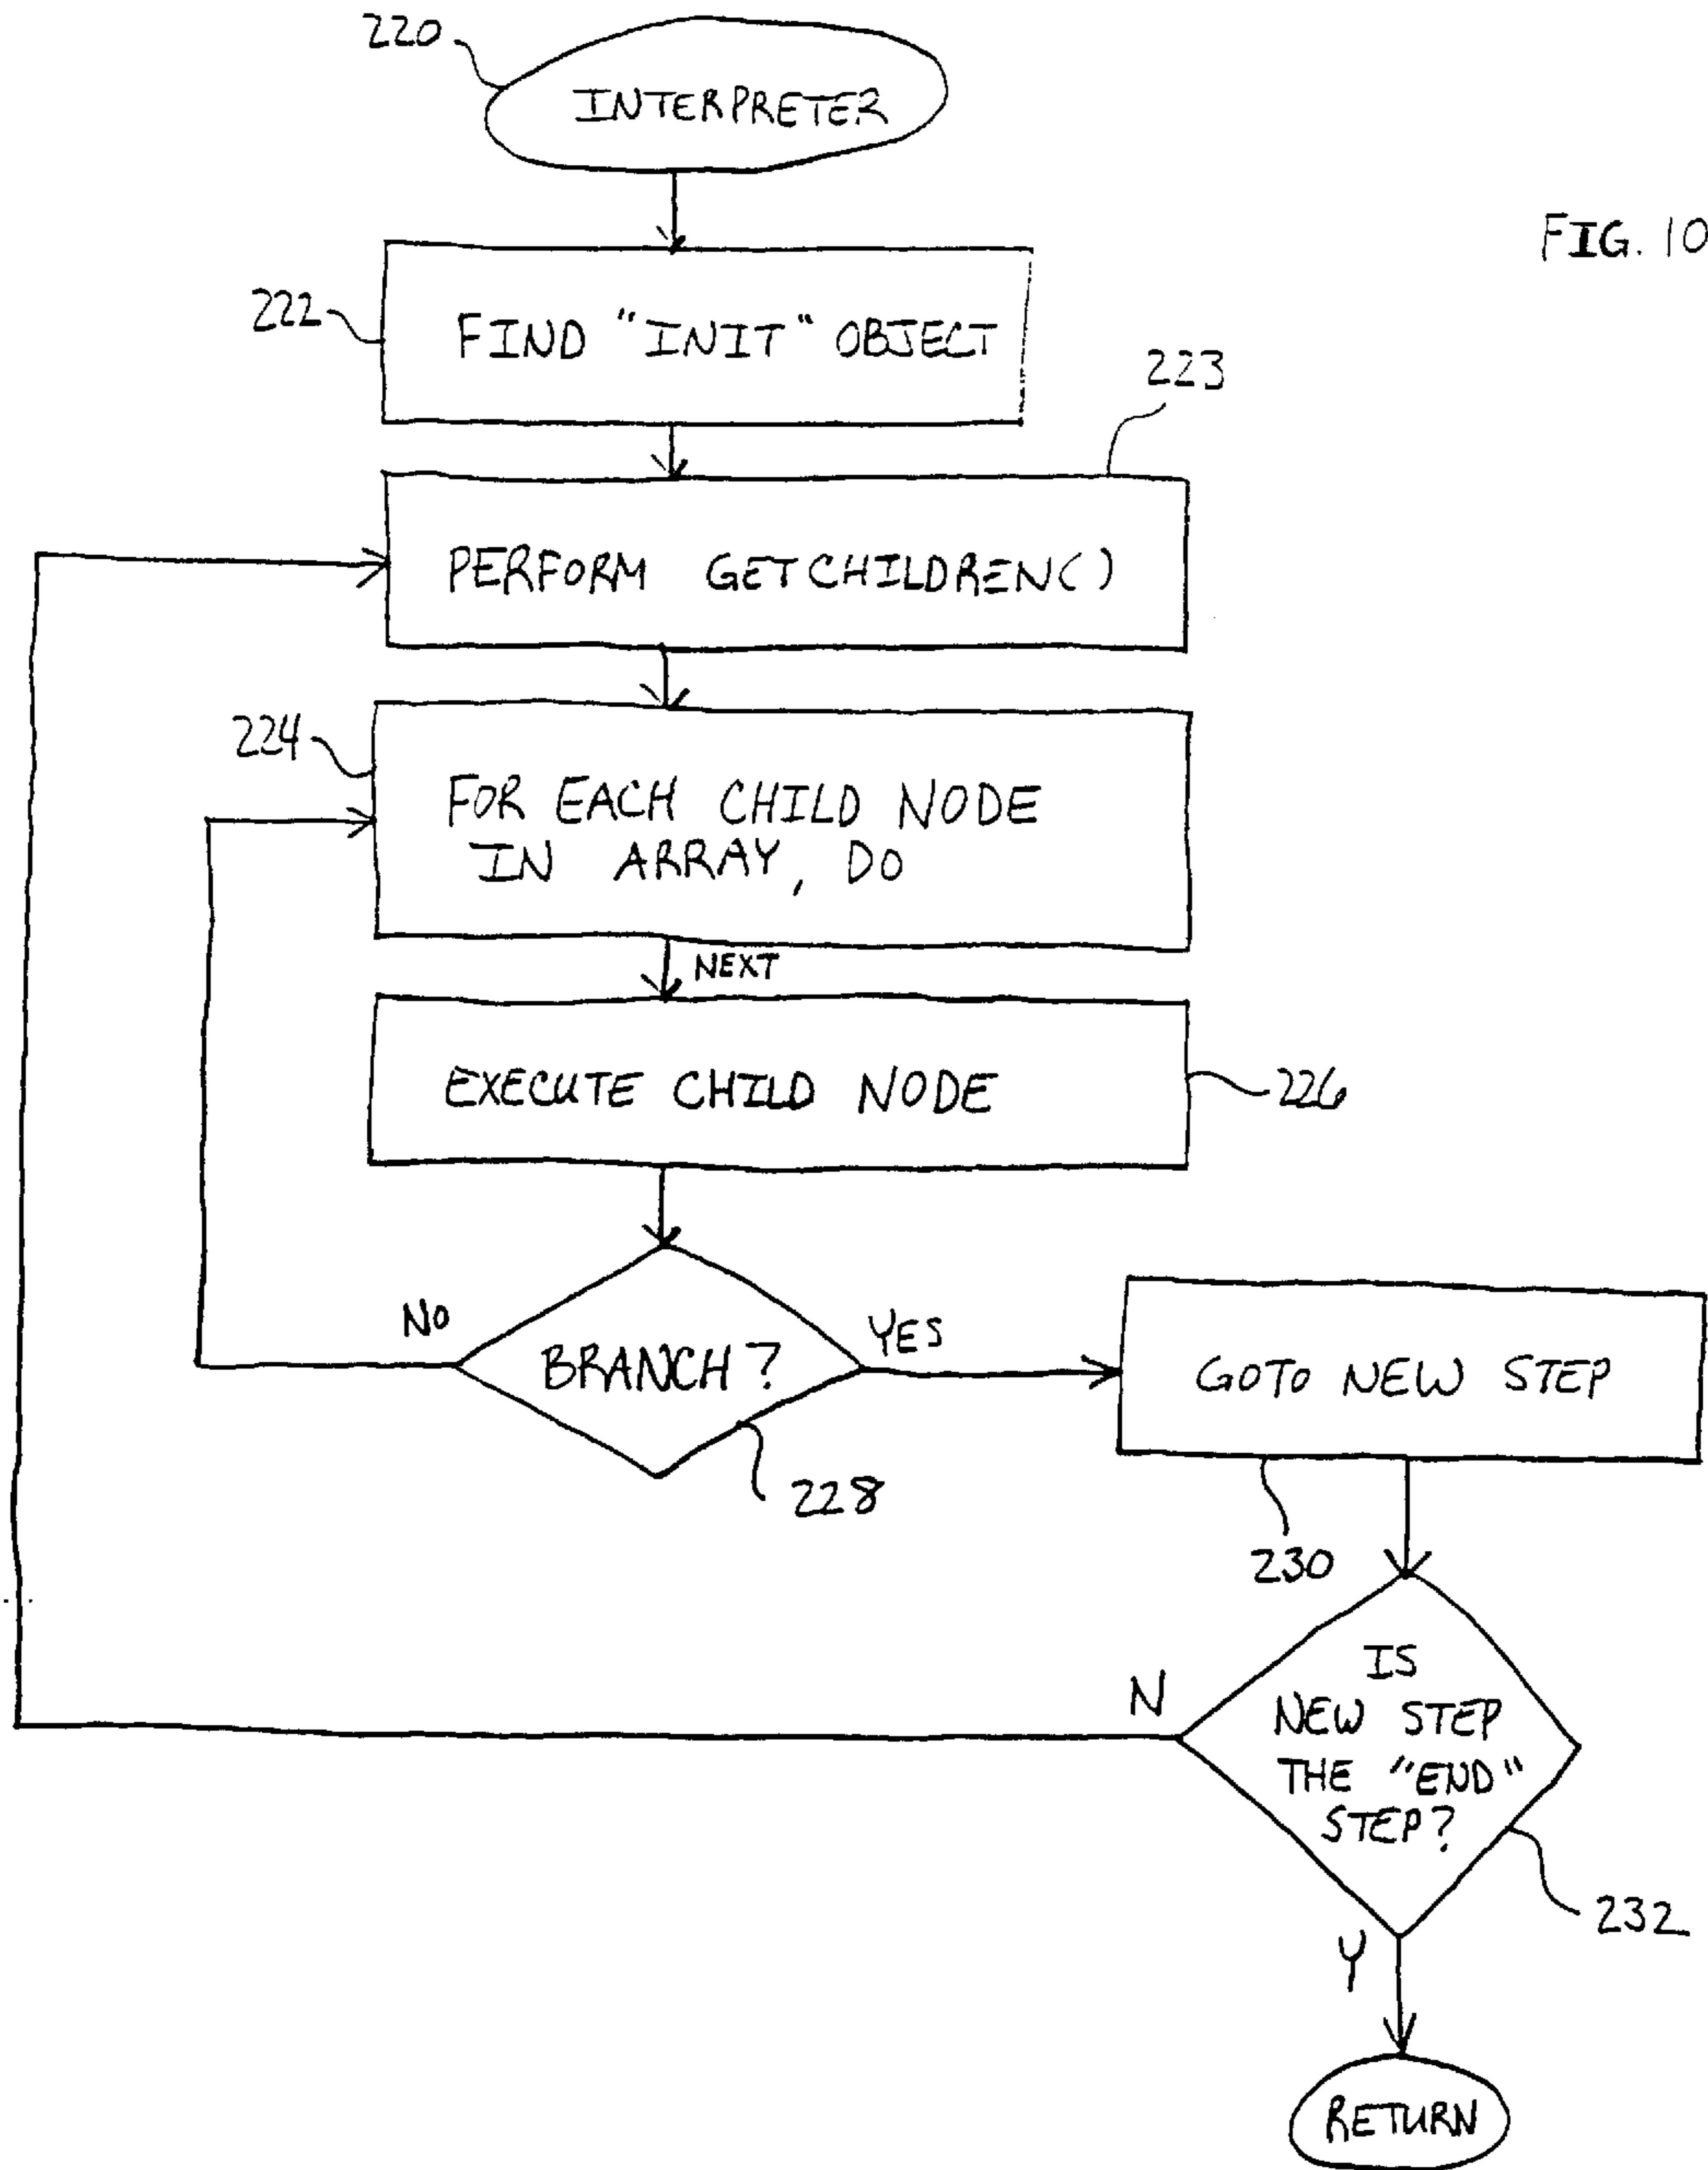 220
INTERPRETER
FIG. 10
222
FIND "INIT" OBJECT
223
PERFORM GETCHILDREN()
224
FOR EACH CHILD NODE
IN ARRAY, DO
NEXT
EXECUTE CHILD NODE
226
NO
BRANCH?
YES
GOTO NEW STEP
228
230
IS
NEW STEP
THE "END"
STEP?
N
232
Y
RETURN